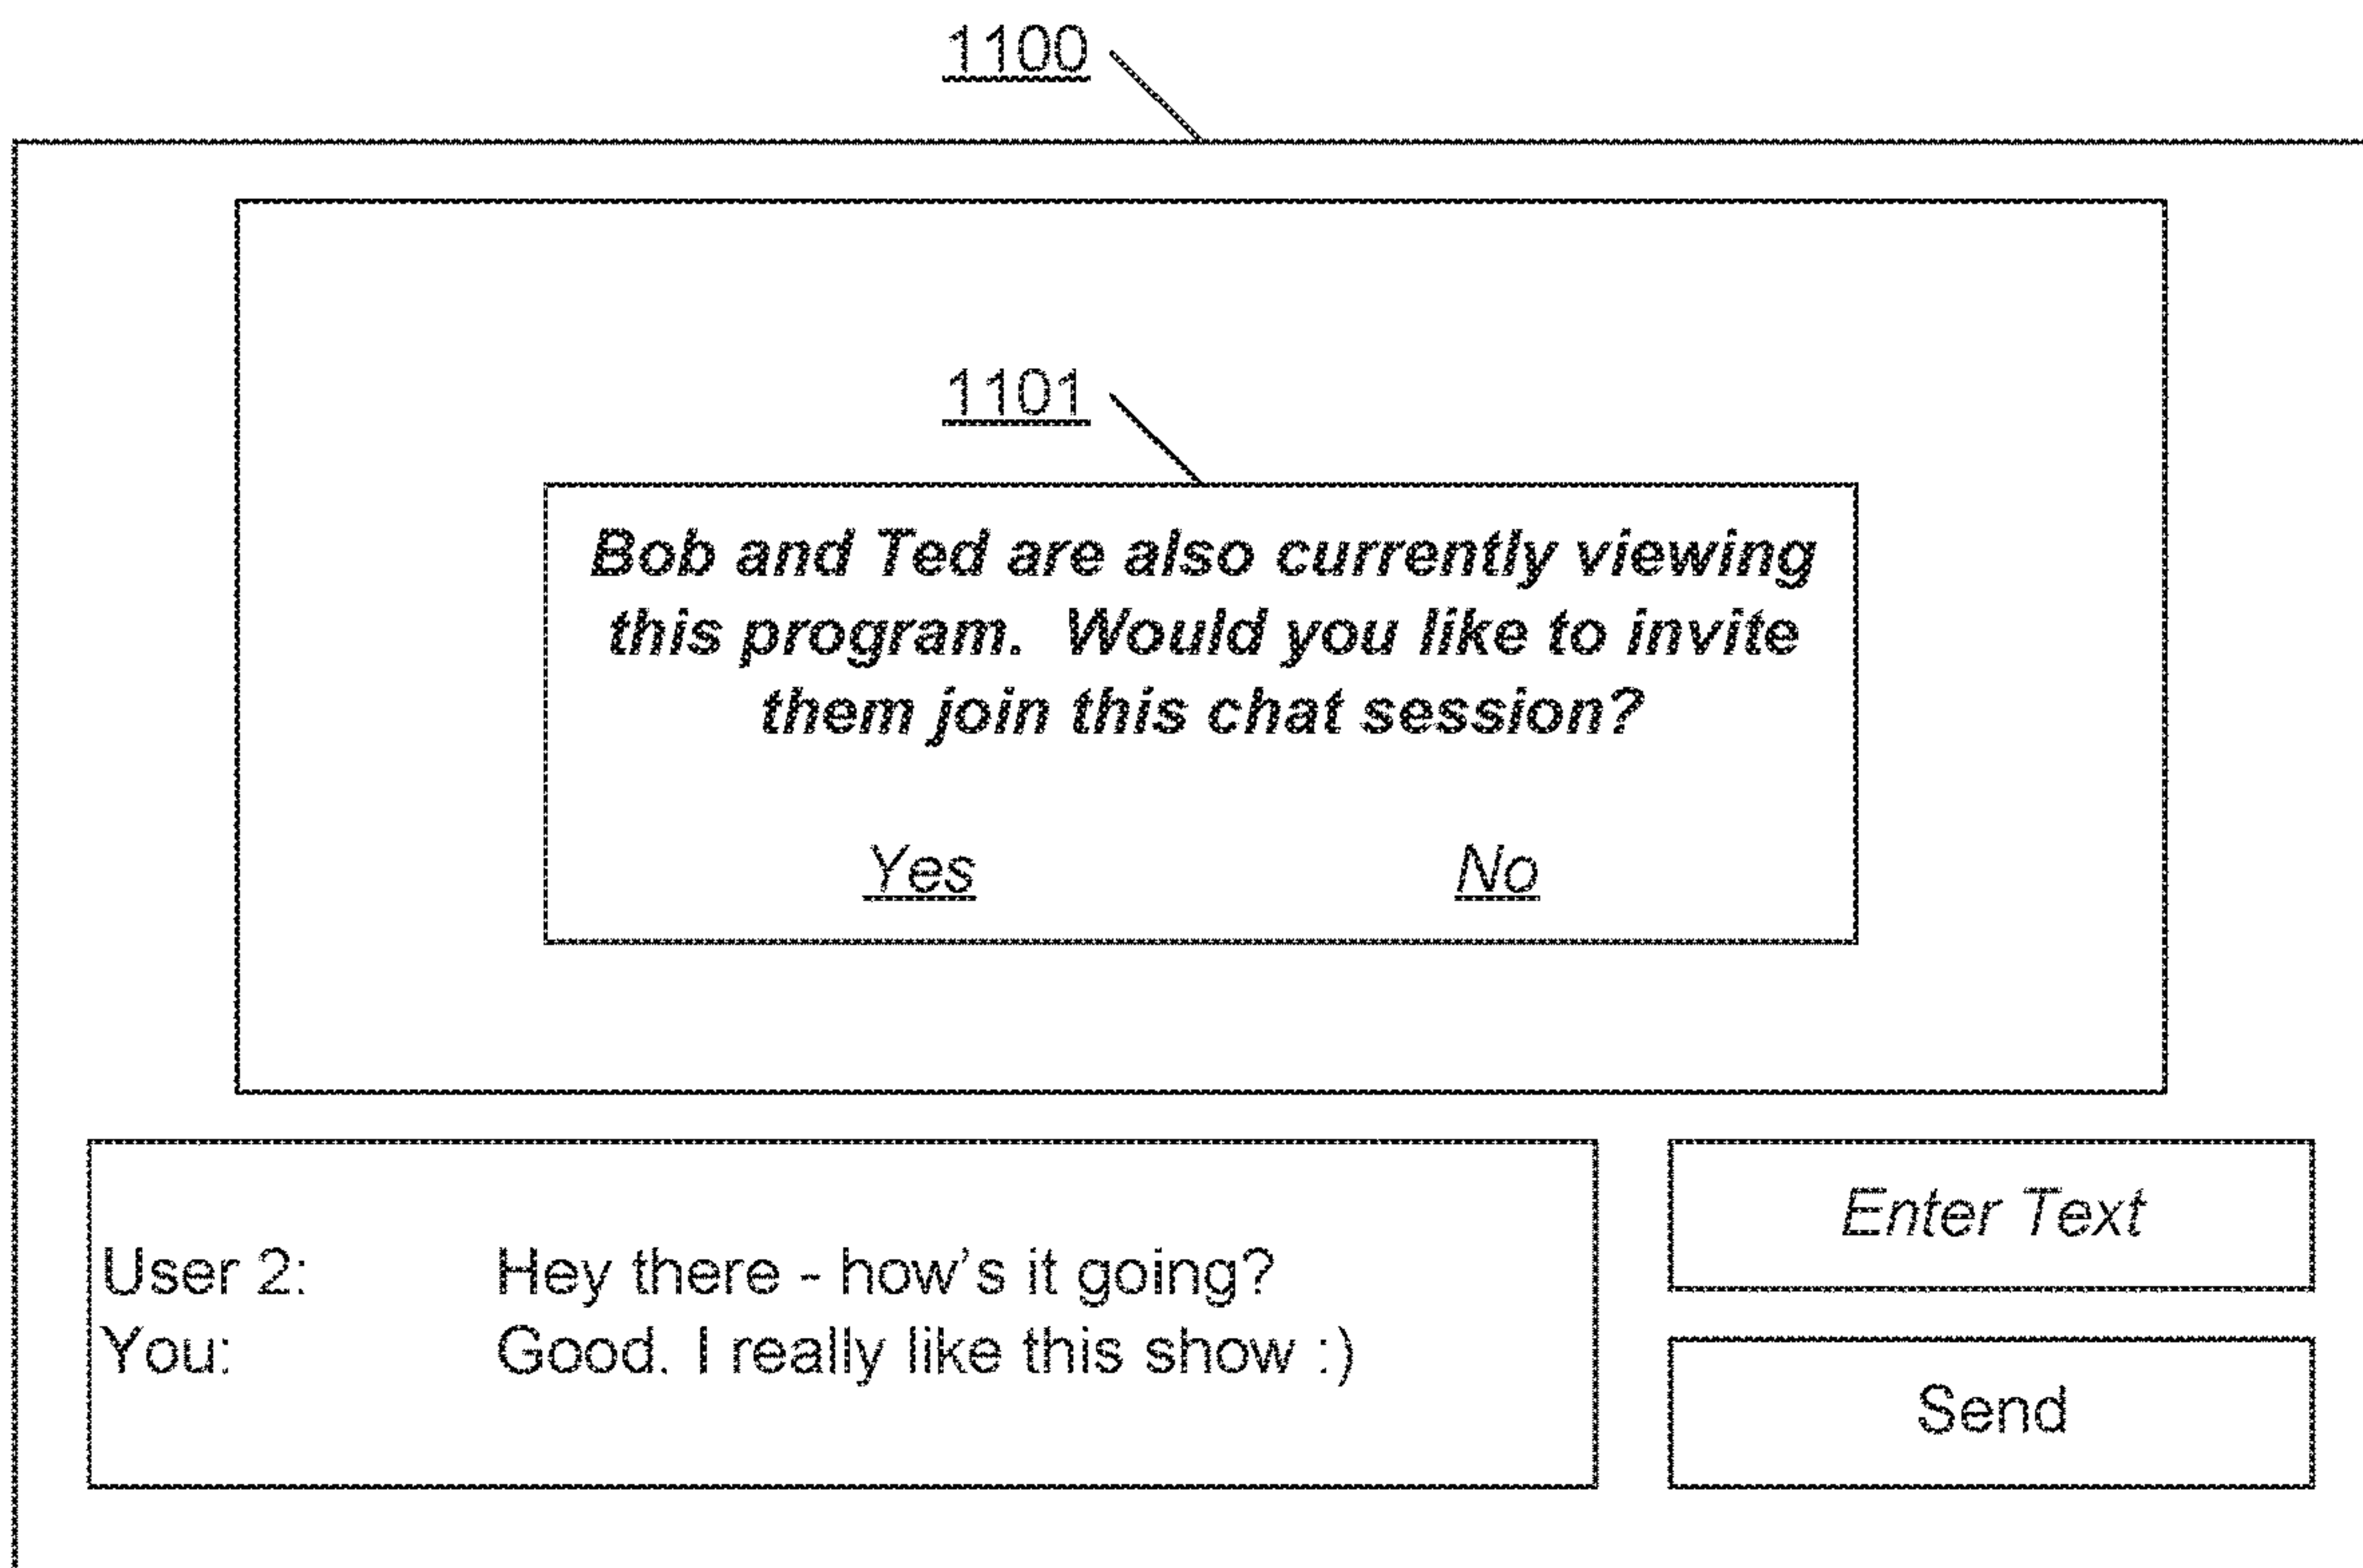 1100
1101
Bob and Ted are also currently viewing
this program. Would you like to invite
them join this chat session?
Yes No
User 2: Hey there - how's it going?
You: Good. I really like this show :)
Enter Text
Send